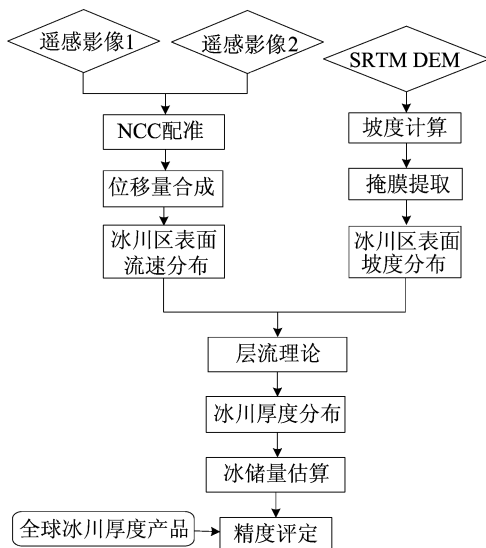 遥感影像1
遥感影像2
SRTM DEM
NCC配准
坡度计算
位移量合成
掩膜提取
冰川区表面
流速分布
冰川区表面
坡度分布
层流理论
冰川厚度分布
冰储量估算
全球冰川厚度产品
精度评定